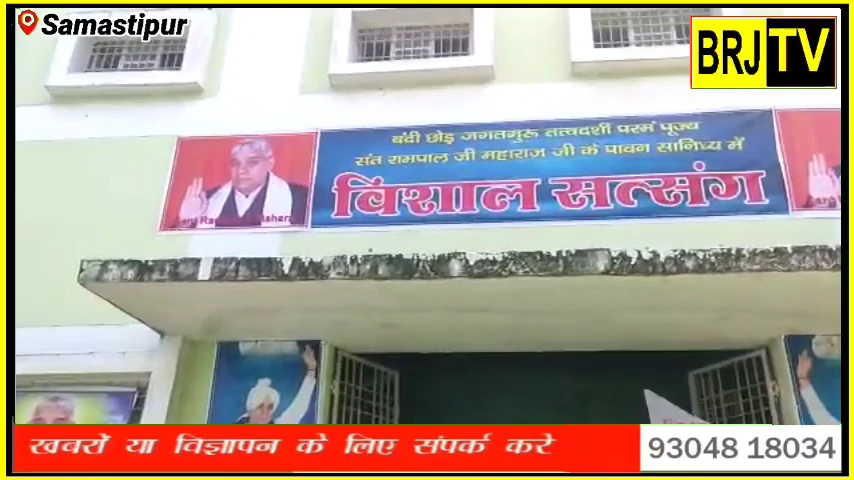 Samastipur
BRJ TV
बंदी छोड़ जगतगुरु तत्वदर्शी परम पूज्य
संत रामपाल जी महाराज जी के पावन सानिध्य में
विशाल सत्संग
खबरों या विज्ञापन के लिए संपर्क करे
93048 18034